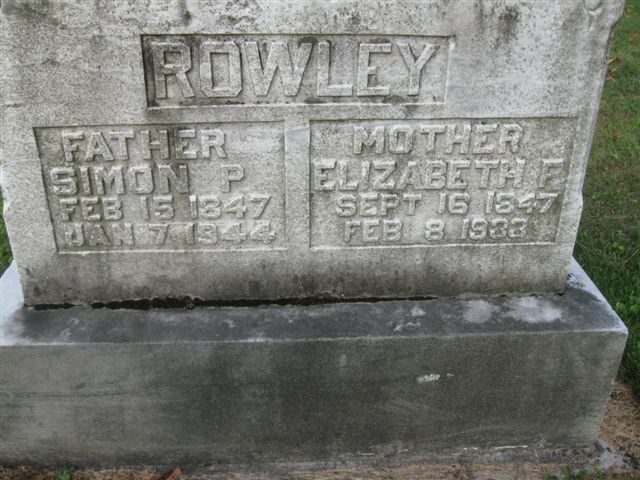 ROWLEY
FATHER
SIMON P
FEB 15 1847
JAN 7 1944
MOTHER
ELIZABETH F
SEPT 16 1847
FEB 8 1933